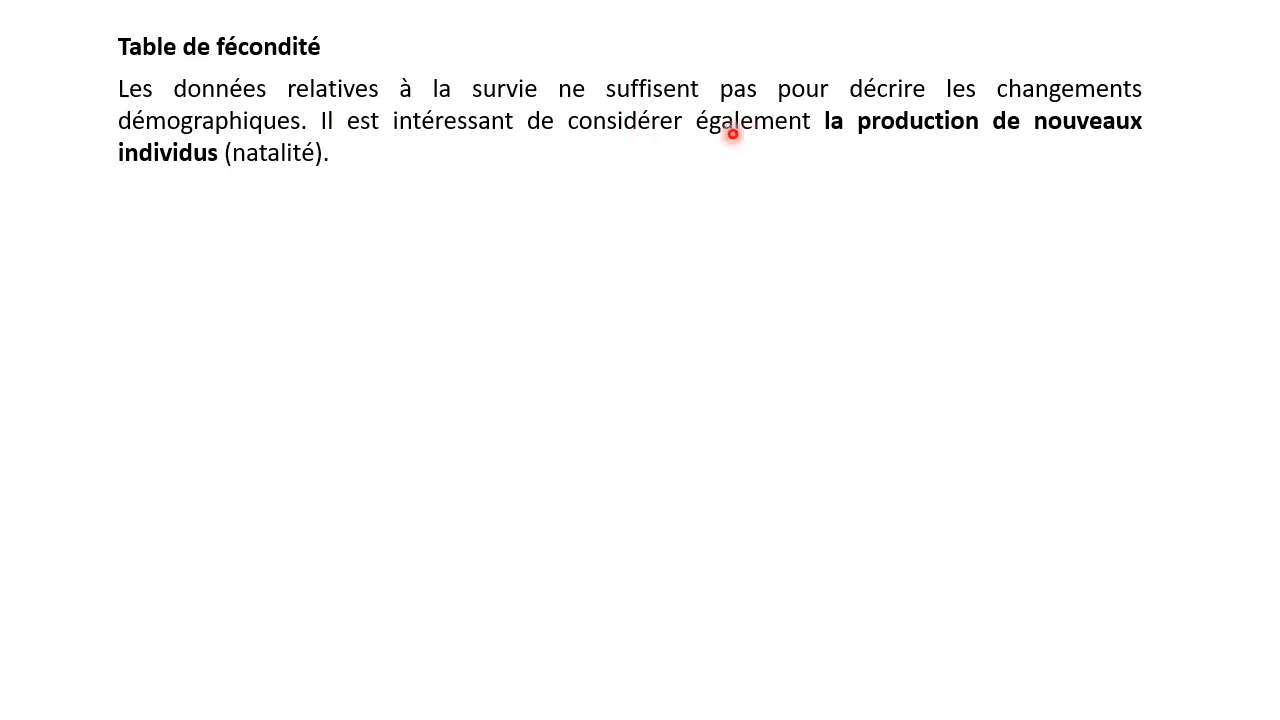 Table de fécondité
Les données relatives à la survie ne suffisent pas pour décrire les changements
démographiques. Il est intéressant de considérer également la production de nouveaux
individus (natalité).